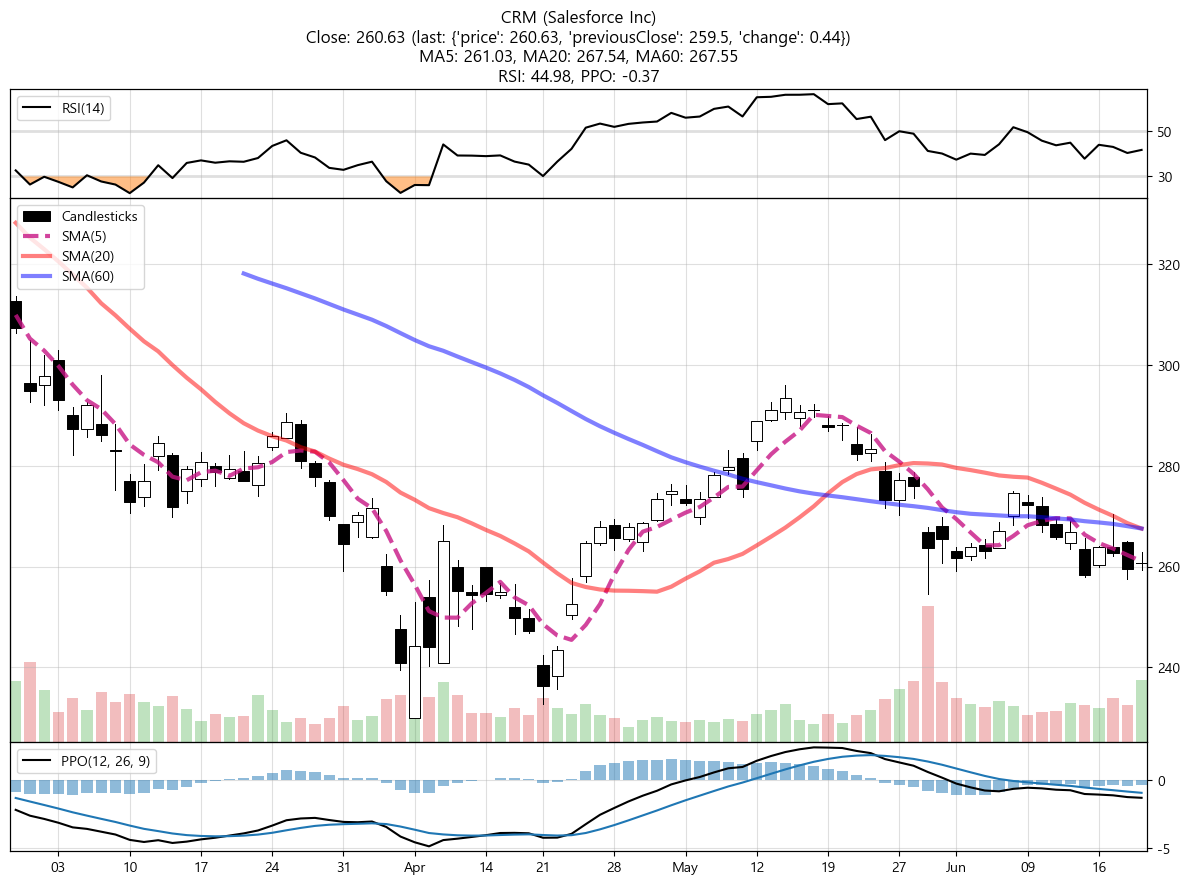 CRM (Salesforce Inc)
Close: 260.63 (last: {'price': 260.63, 'previousClose': 259.5, 'change': 0.44})
MA5: 261.03, MA20: 267.54, MA60: 267.55
RSI: 44.98, PPO: -0.37
RSI(14)
50
30
Candlesticks
SMA(5)
SMA(20)
SMA(60)
320
300
280
260
240
PPO(12, 26, 9)
0
-5
03 10 17 24 31 Apr 14 21 28 May 12 19 27 Jun 09 16